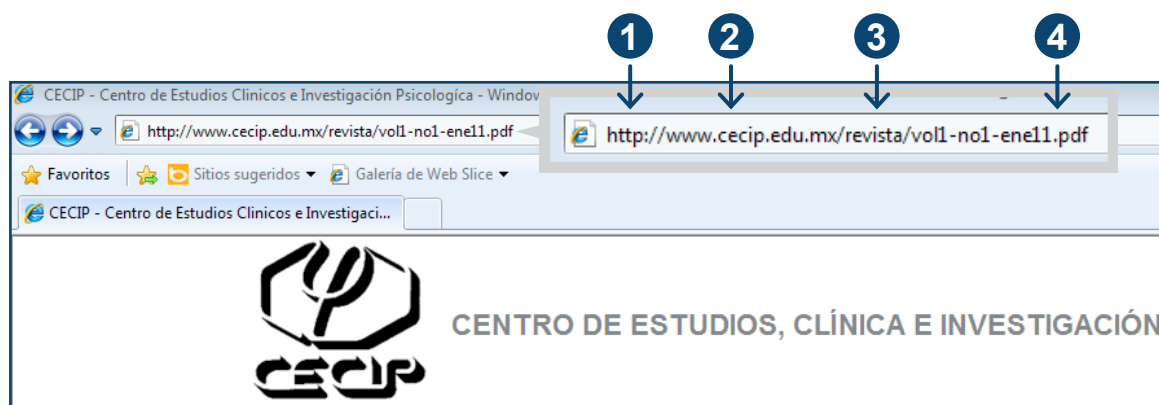 1 2 3 4
CECIP - Centro de Estudios Clinicos e Investigación Psicologíca - Window
http://www.cecip.edu.mx/revista/vol1-no1-ene11.pdf
http://www.cecip.edu.mx/revista/vol1-no1-ene11.pdf
Favoritos Sitios sugeridos Galería de Web Slice
CECIP - Centro de Estudios Clinicos e Investigaci...
CENTRO DE ESTUDIOS, CLÍNICA E INVESTIGACIÓN
CECIP